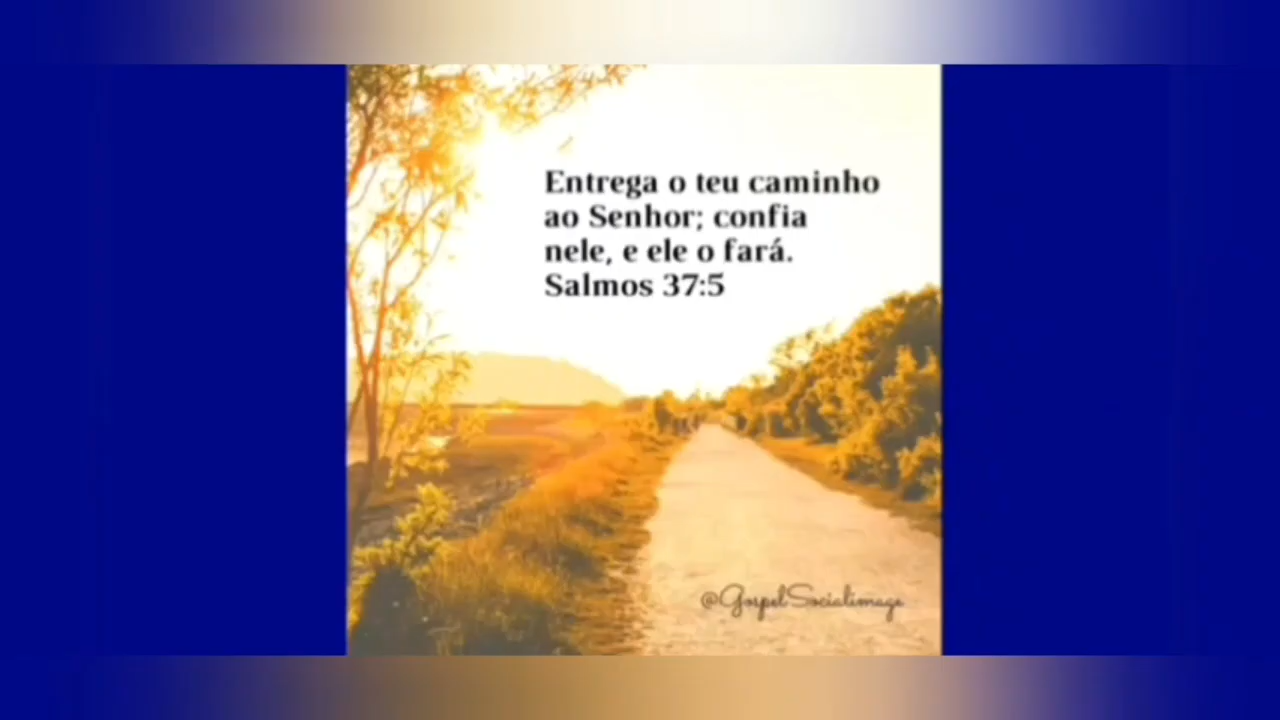 Entrega o teu caminho
ao Senhor; confia
nele, e ele o fará.
Salmos 37:5
@GospelSocialimage